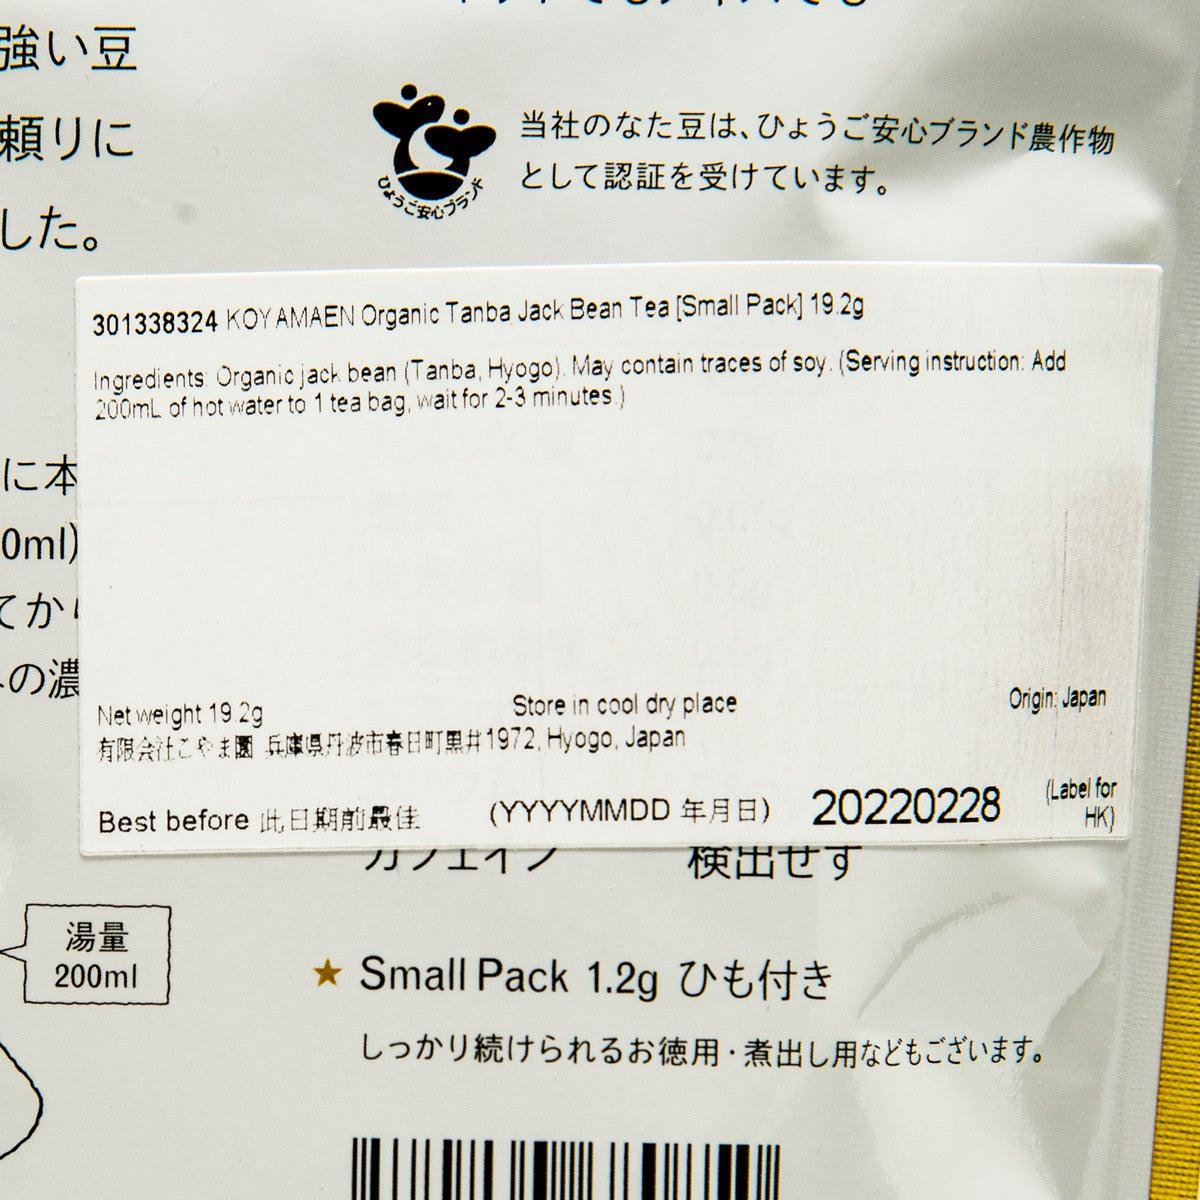 強い豆
頼りに
した。
当社のなた豆は、ひょうご安心ブランド農作物
として認証を受けています。
ひょうご安心ブランド
301338324 KOYAMAEN Organic Tanba Jack Bean Tea [Small Pack] 19.2g
Ingredients: Organic jack bean (Tanba, Hyogo). May contain traces of soy. (Serving instruction: Add
200mL of hot water to 1 tea bag, wait for 2-3 minutes.)
に本
0ml)
てから
の濃
Net weight 19.2g
Store in cool dry place
Origin: Japan
有限会社こやま園 兵庫県丹波市春日町黒井1972, Hyogo, Japan
Best before 此日期前最佳 (YYYYMMDD 年月日) 20220228
(Label for
HK)
カフェイン 検出せず
湯量
200ml
★ Small Pack 1.2g ひも付き
しっかり続けられるお徳用・煮出し用などもございます。